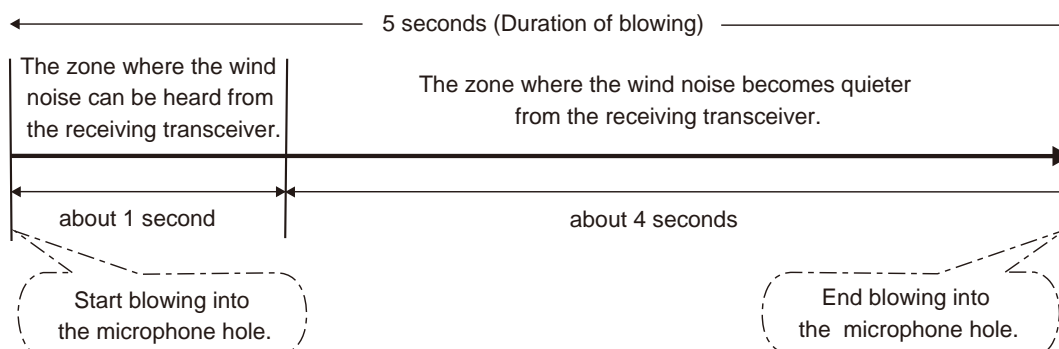 5 seconds (Duration of blowing)
The zone where the wind
noise can be heard from
the receiving transceiver.
The zone where the wind noise becomes quieter
from the receiving transceiver.
about 1 second
about 4 seconds
Start blowing into
the microphone hole.
End blowing into
the microphone hole.